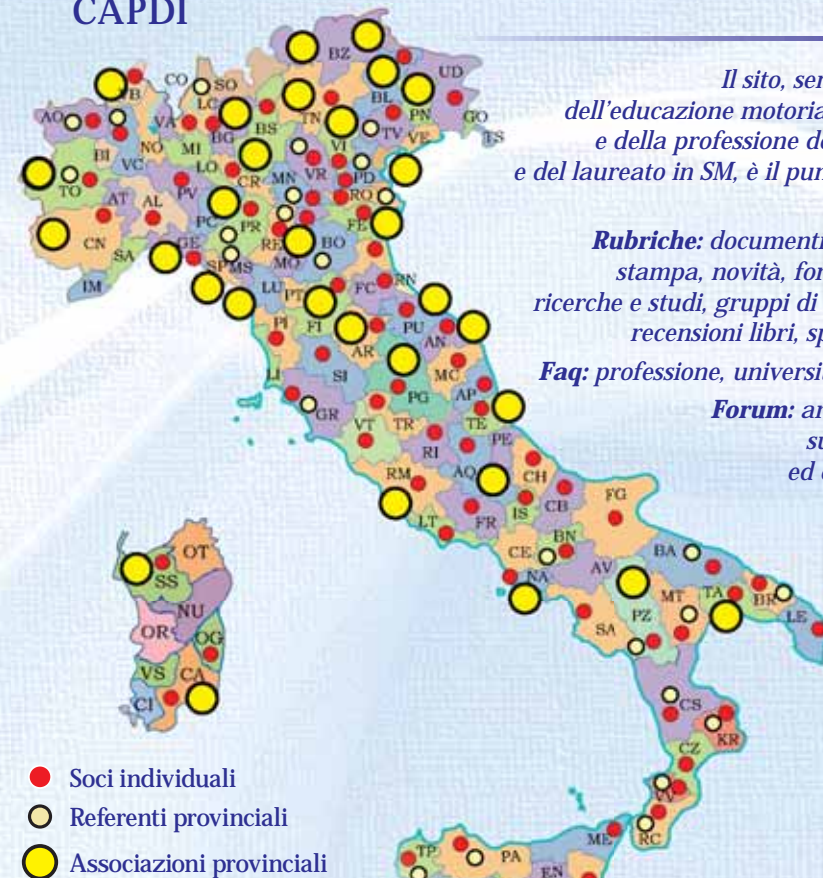 CAPDI
Il sito, ser
dell'educazione motoria
e della professione d
e del laureato in SM, è il pun
Rubriche: documenti
stampa, novità, for
ricerche e studi, gruppi di
recensioni libri, sp
Faq: professione, universi
Forum: ar
su
ed
BZ
UD
CO
SO
VB
LC
BL
PN
GO
TS
AO
VA
BG
BS
TN
VI
TV
VE
BI
NO
MI
VC
LO
CR
MN
VR
PD
RO
TO
AT
AL
PV
PC
PR
RE
FE
CN
SA
GE
SP
MS
MO
BO
IM
LU
PT
FC
RN
PI
FI
PU
AR
AN
LI
SI
MC
PG
AP
GR
VT
TR
TE
RI
PE
RM
AQ
CH
LT
FR
IS
CB
FG
CE
BN
BA
NA
AV
MT
TA
BR
SA
PZ
LE
OT
SS
NU
OR
OG
VS
CA
CI
CS
KR
CZ
VV
RC
ME
TP
PA
EN
Soci individuali
Referenti provinciali
Associazioni provinciali